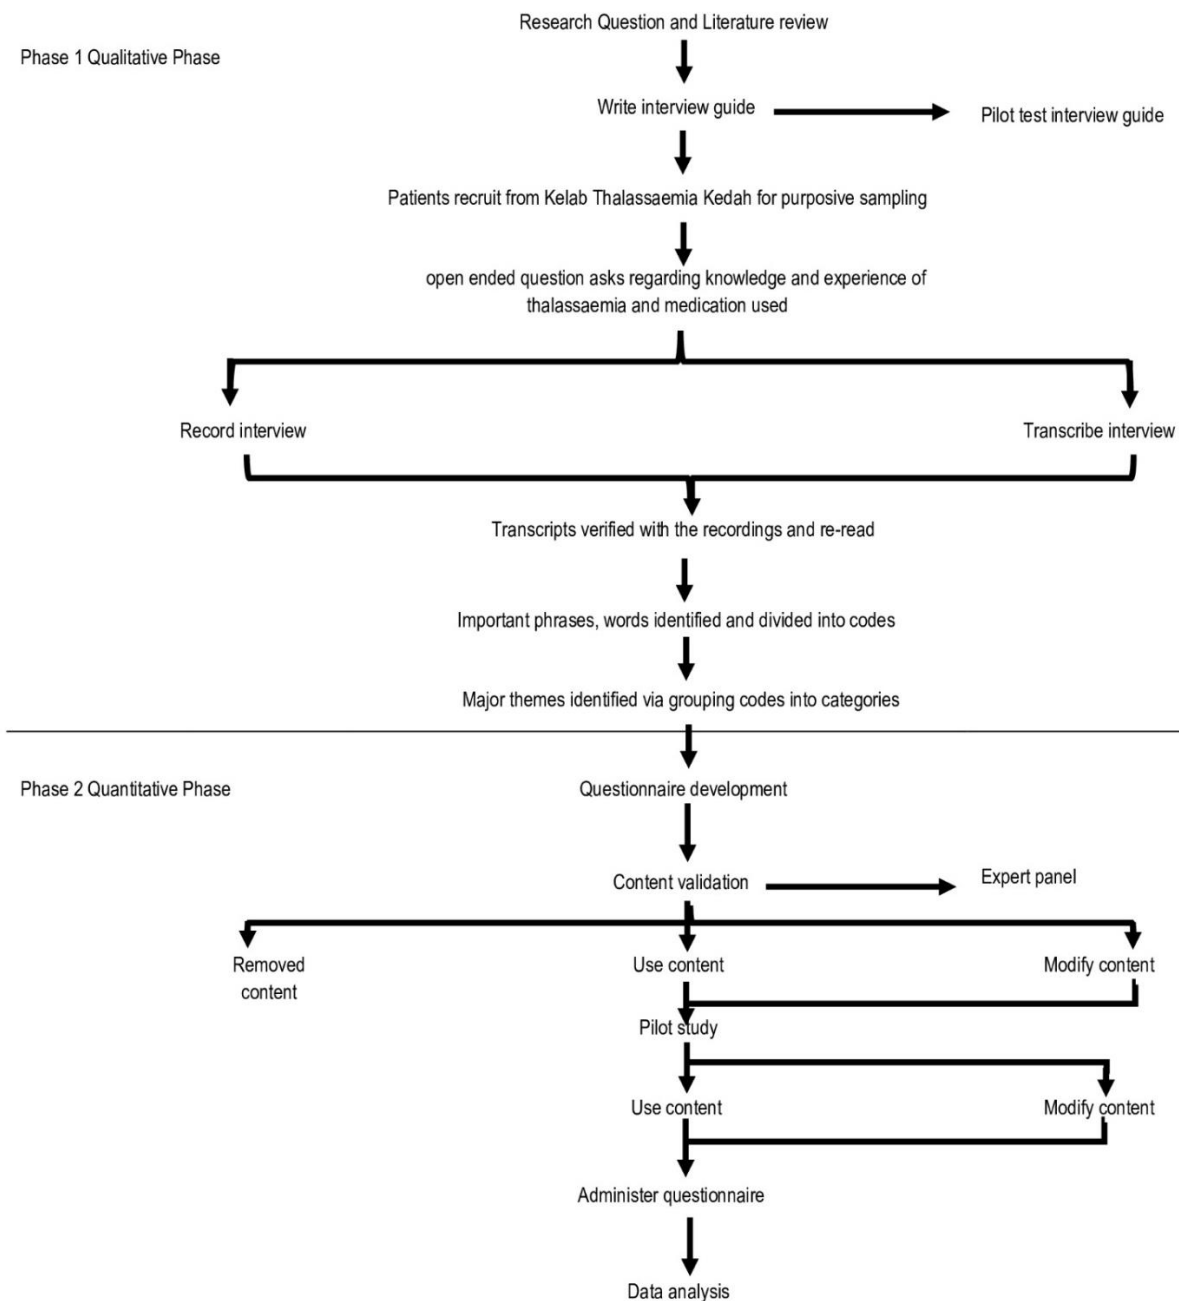 Research Question and Literature review
Phase 1 Qualitative Phase
Write interview guide
Pilot test interview guide
Patients recruit from Kelab Thalassaemia Kedah for purposive sampling
open ended question asks regarding knowledge and experience of
thalassaemia and medication used
Record interview
Transcribe interview
Transcripts verified with the recordings and re-read
Important phrases, words identified and divided into codes
Major themes identified via grouping codes into categories
Phase 2 Quantitative Phase
Questionnaire development
Content validation
Expert panel
Removed
content
Use content
Modify content
Pilot study
Use content
Modify content
Administer questionnaire
Data analysis